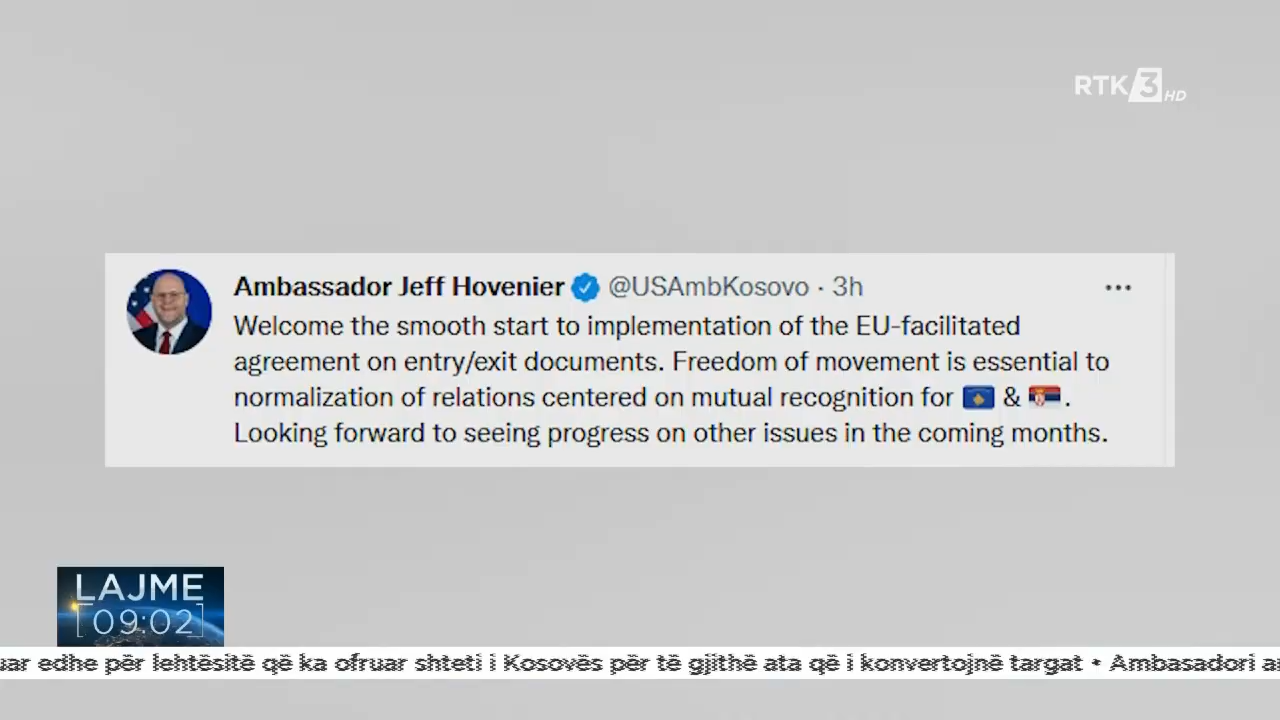 RTK 3 HD
Ambassador Jeff Hovenier @USAmbKosovo · 3h
Welcome the smooth start to implementation of the EU-facilitated
agreement on entry/exit documents. Freedom of movement is essential to
normalization of relations centered on mutual recognition for 🇽🇰 & 🇷🇸.
Looking forward to seeing progress on other issues in the coming months.
LAJME
09:02
edhe për lehtësitë që ka ofruar shteti i Kosovës për të gjithë ata që i konvertojnë targat • Ambasadori